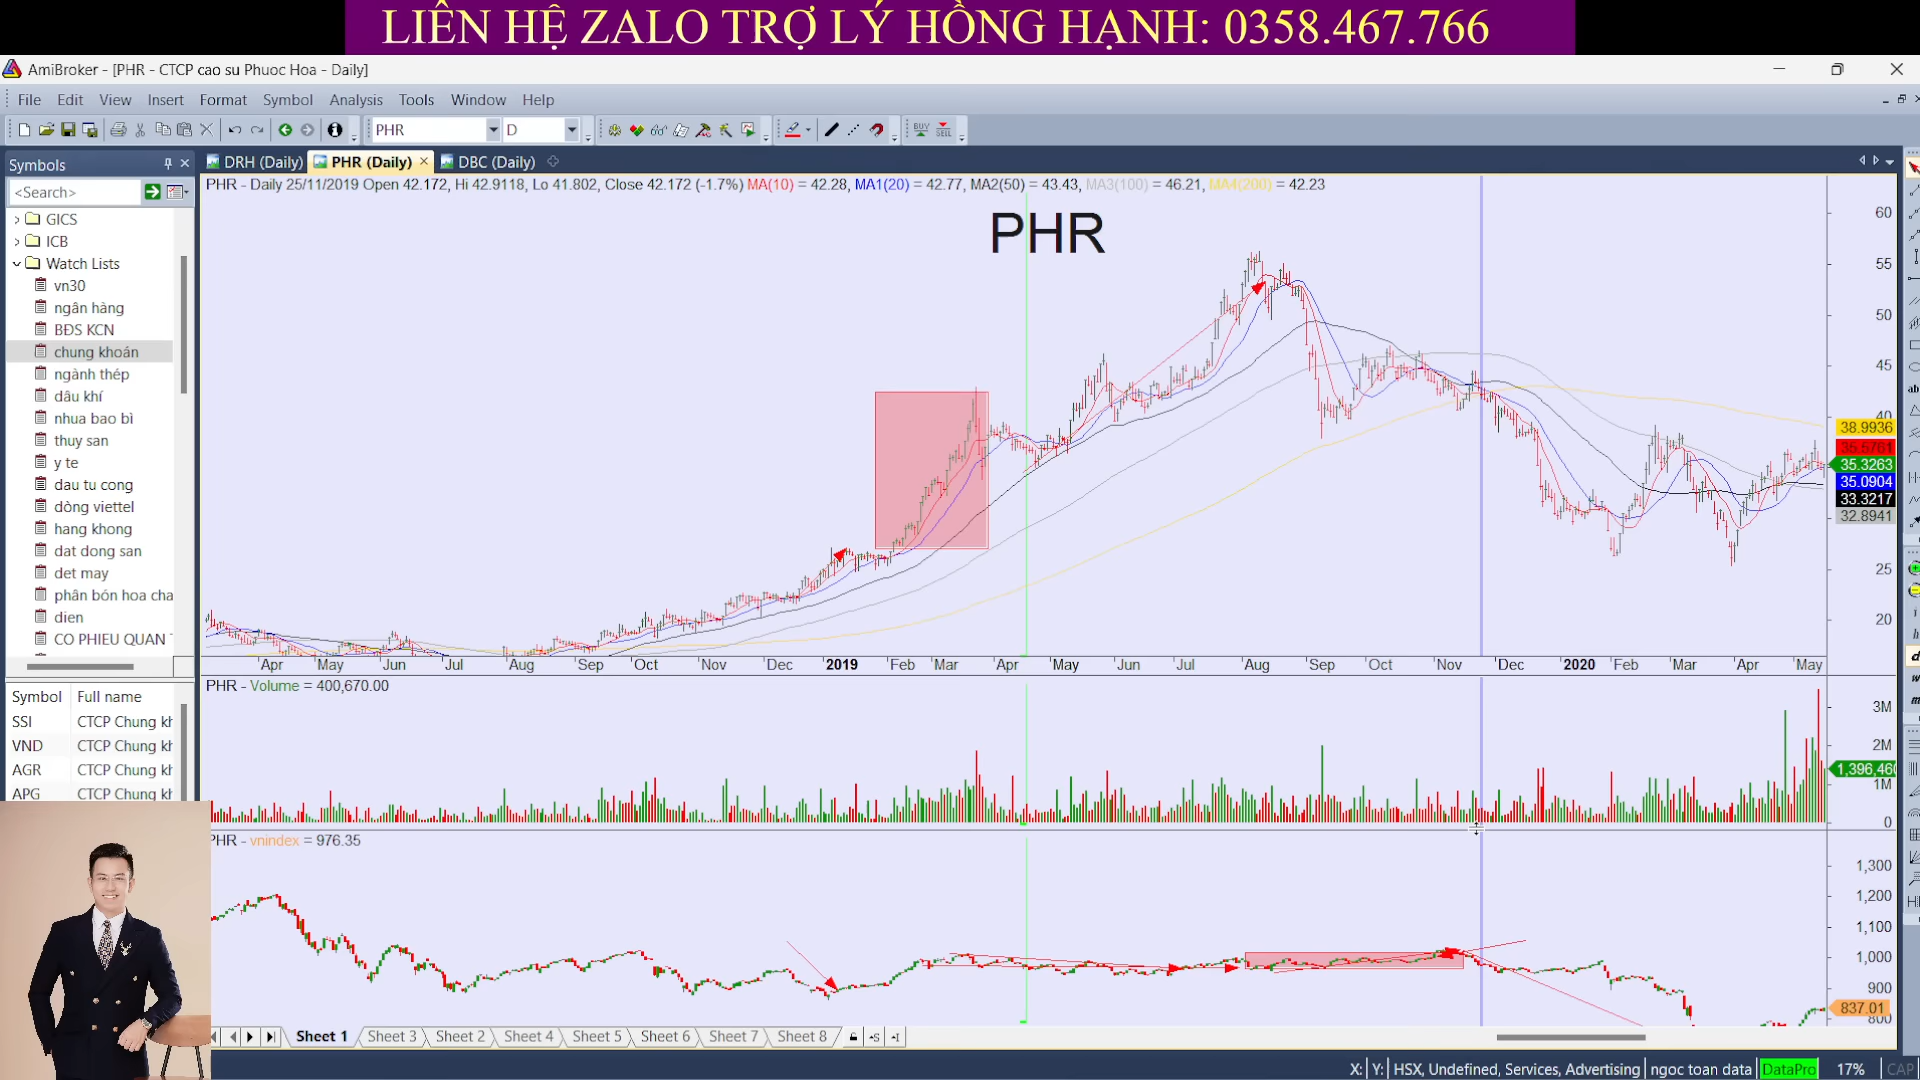 LIÊN HỆ ZALO TRỢ LÝ HỒNG HẠNH: 0358.467.766
AmiBroker - [PHR - CTCP cao su Phuoc Hoa - Daily]
File Edit View Insert Format Symbol Analysis Tools Window Help
PHR D BUY SELL
Symbols
DRH (Daily) PHR (Daily) DBC (Daily)
<Search>
PHR - Daily 25/11/2019 Open 42.172, Hi 42.9118, Lo 41.802, Close 42.172 (-1.7%) MA(10) = 42.28, MA1(20) = 42.77, MA2(50) = 43.43, MA3(100) = 46.21, MA4(200) = 42.23
PHR
GICS
ICB
Watch Lists
vn30
ngân hàng
BĐS KCN
chung khoán
ngành thép
dâu khí
nhua bao bì
thuy san
y te
dau tu cong
dòng viettel
hang khong
dat dong san
det may
phân bón hoa cha
dien
CO PHIEU QUAN
60
55
50
45
40
38.9936
35.5761
35.3263
35.0904
33.3217
32.8941
25
20
Apr May Jun Jul Aug Sep Oct Nov Dec 2019 Feb Mar Apr May Jun Jul Aug Sep Oct Nov Dec 2020 Feb Mar Apr May
PHR - Volume = 400,670.00
3M
2M
1,396,460
1M
0
Symbol Full name
SSI CTCP Chung kh
VND CTCP Chung kh
AGR CTCP Chung kh
APG CTCP Chung kh
PHR - vnindex = 976.35
1,300
1,200
1,100
1,000
900
837.01
800
Sheet 1 Sheet 3 Sheet 2 Sheet 4 Sheet 5 Sheet 6 Sheet 7 Sheet 8
X: Y: HSX, Undefined, Services, Advertising ngoc toan data DataPro 17% CAP